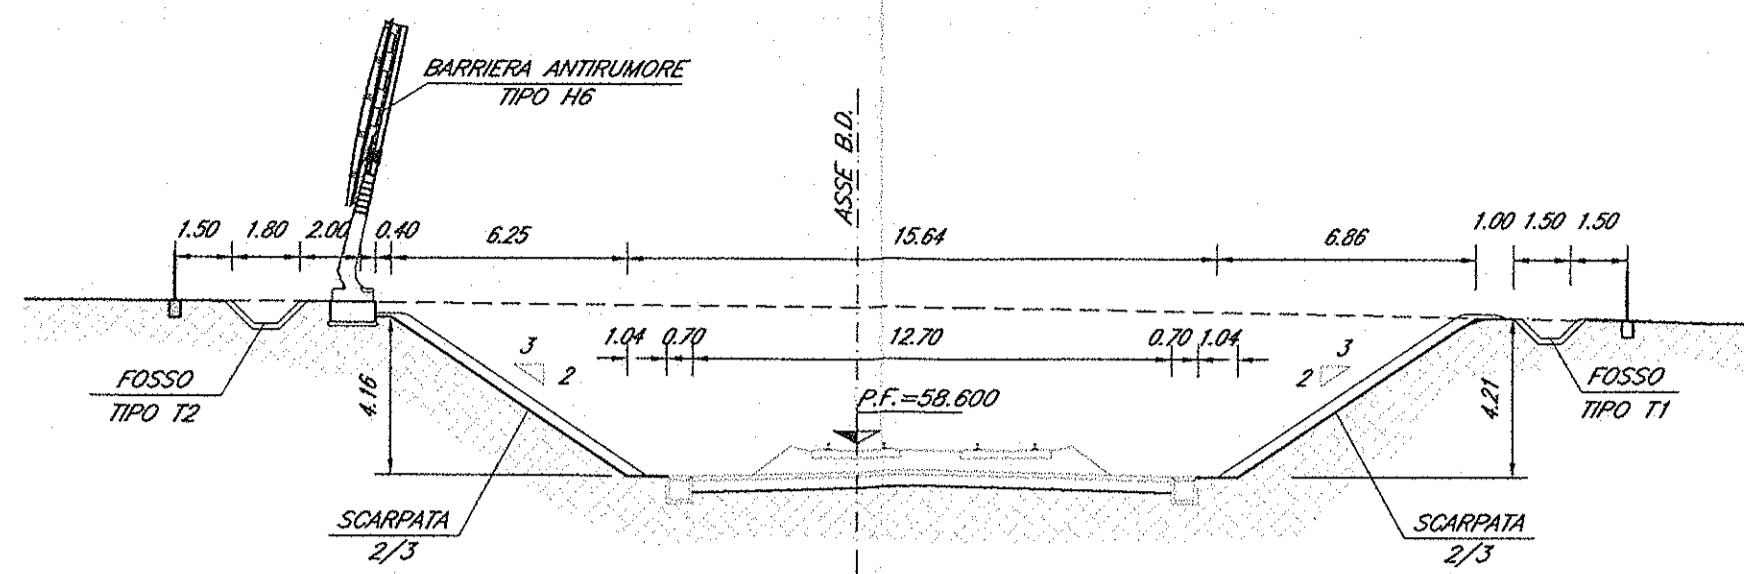 BARRIERA ANTIRUMORE
TIPO H6
ASSE B.D.
1.50 1.80 2.00 0.40 6.25 15.64 6.86 1.00 1.50 1.50
1.04 0.70 12.70 0.70 1.04
3
2
3
2
4.16
4.21
P.F.=58.600
FOSSO
TIPO T2
FOSSO
TIPO T1
SCARPATA
2/3
SCARPATA
2/3